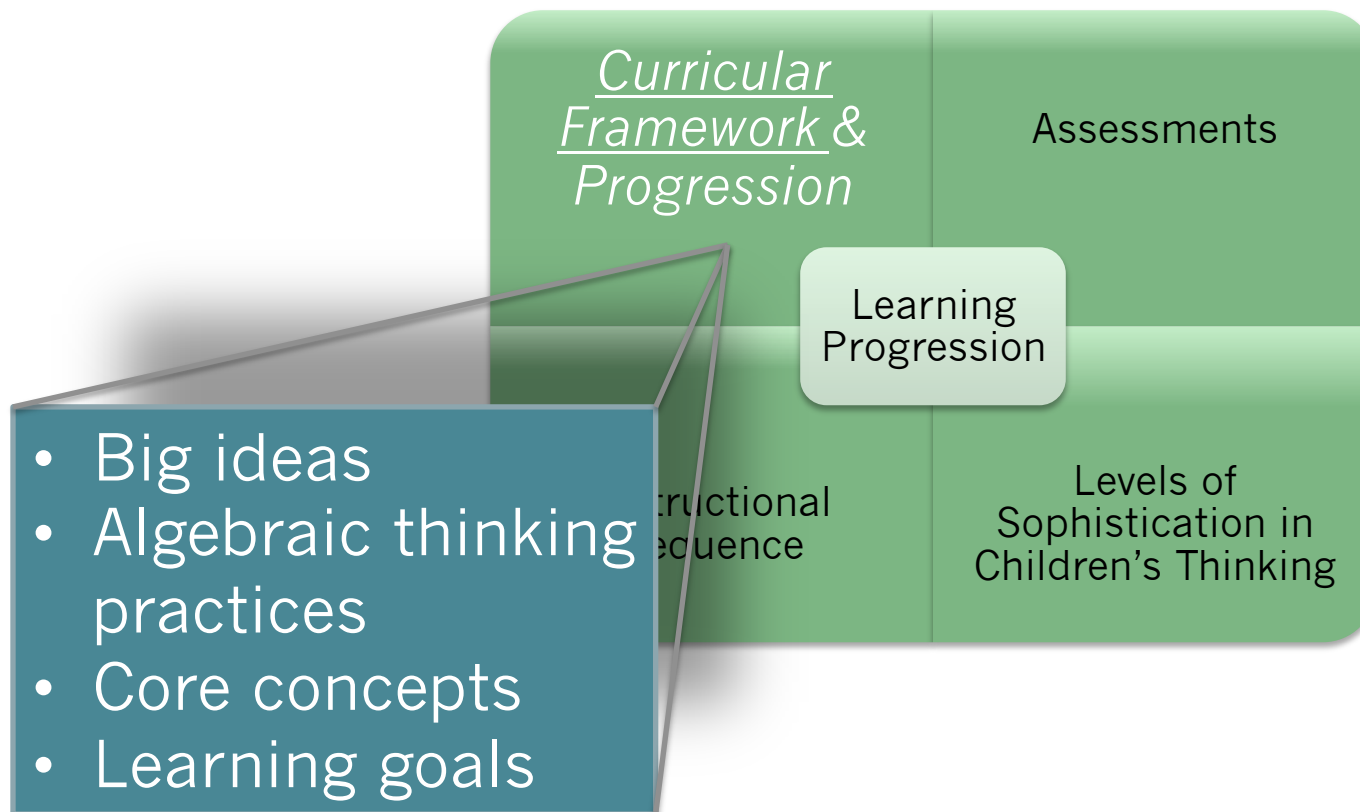 Curricular
Framework &
Progression
Assessments
Learning
Progression
• Big ideas
• Algebraic thinking
practices
• Core concepts
• Learning goals
Levels of
Sophistication in
Children's Thinking